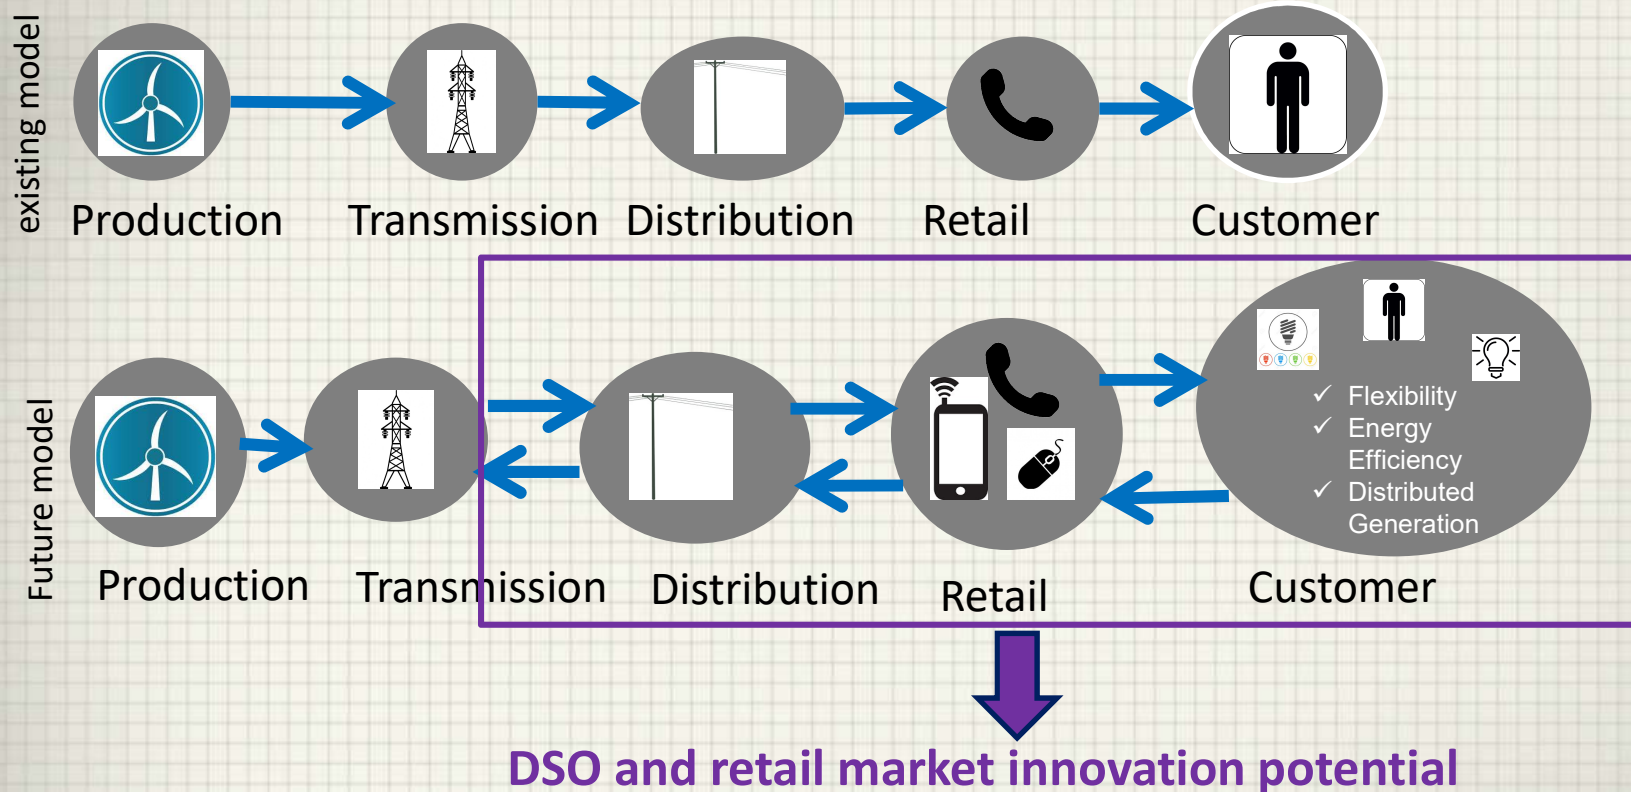 existing model
Production
Transmission
Distribution
Retail
Customer
Future model
✓ Flexibility
✓ Energy
Efficiency
✓ Distributed
Generation
Production
Transmission
Distribution
Retail
Customer
DSO and retail market innovation potential